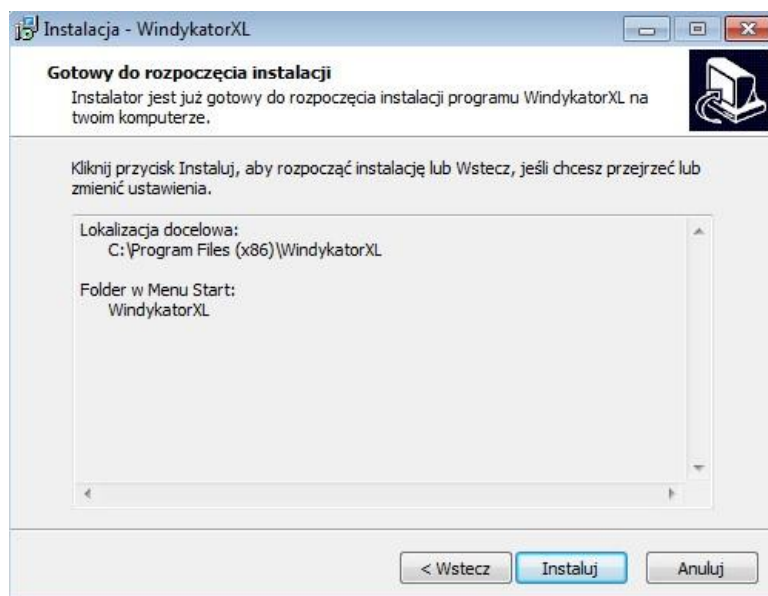 Instalacja - WindykatorXL
Gotowy do rozpoczęcia instalacji
Instalator jest już gotowy do rozpoczęcia instalacji programu WindykatorXL na
twoim komputerze.
Kliknij przycisk Instaluj, aby rozpocząć instalację lub Wstecz, jeśli chcesz przejrzeć lub
zmienić ustawienia.
Lokalizacja docelowa:
C:\Program Files (x86)\WindykatorXL
Folder w Menu Start:
WindykatorXL
< Wstecz Instaluj Anuluj